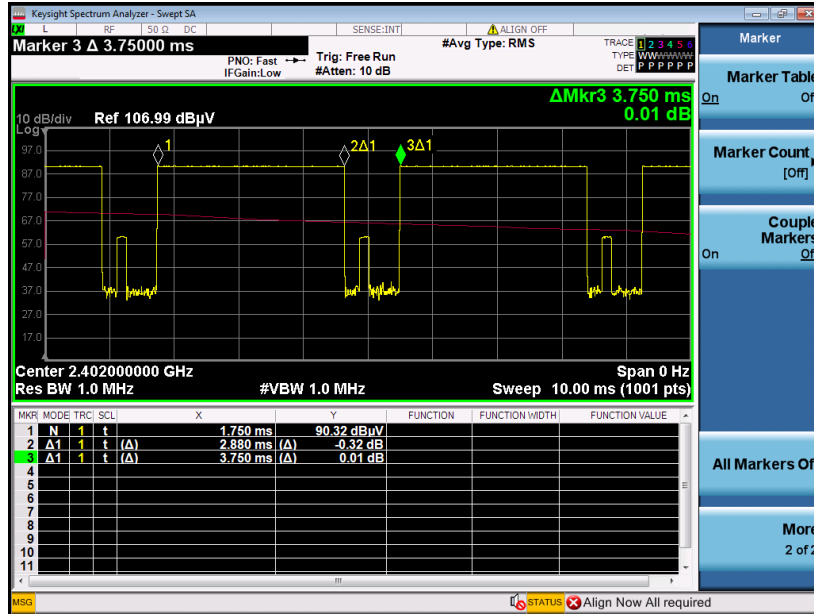 Keysight Spectrum Analyzer - Swept SA
LXI L RF 50 Ω DC SENSE:INT ALIGN OFF
Marker 3 Δ 3.75000 ms
PNO: Fast
IFGain:Low
Trig: Free Run
#Atten: 10 dB
#Avg Type: RMS
TRACE 1 2 3 4 5 6
TYPE WWWWWW
DET P P P P P P
ΔMkr3 3.750 ms
0.01 dB
10 dB/div Ref 106.99 dBµV
Log
97.0
87.0
77.0
67.0
57.0
47.0
37.0
27.0
17.0
1
2Δ1
3Δ1
Center 2.402000000 GHz Span 0 Hz
Res BW 1.0 MHz #VBW 1.0 MHz Sweep 10.00 ms (1001 pts)
MKR MODE TRC SCL X Y FUNCTION FUNCTION WIDTH FUNCTION VALUE
1 N 1 t 1.750 ms 90.32 dBµV
2 Δ1 1 t (Δ) 2.880 ms (Δ) -0.32 dB
3 Δ1 1 t (Δ) 3.750 ms (Δ) 0.01 dB
4
5
6
7
8
9
10
11
MSG STATUS Align Now All required
Marker
Marker Table
On Of
Marker Count
[Off]
Couple
Markers
On Of
All Markers Of
More
2 of 2